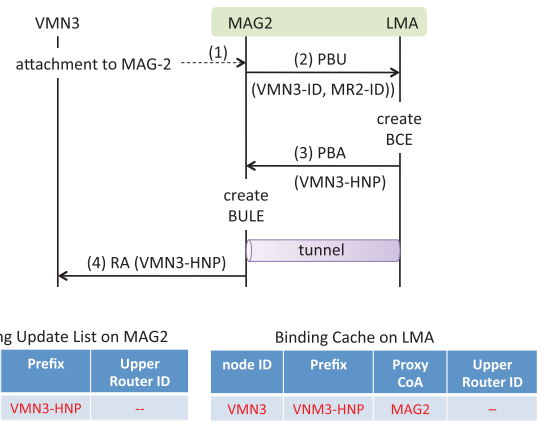 VMN3 MAG2 LMA
(1)
attachment to MAG-2
(2) PBU
(VMN3-ID, MR2-ID))
create
BCE
(3) PBA
(VMN3-HNP)
create
BULE
tunnel
(4) RA (VMN3-HNP)
ng Update List on MAG2
Prefix Upper
Router ID
VMN3-HNP --
Binding Cache on LMA
node ID Prefix Proxy Upper
CoA Router ID
VMN3 VNM3-HNP MAG2 –